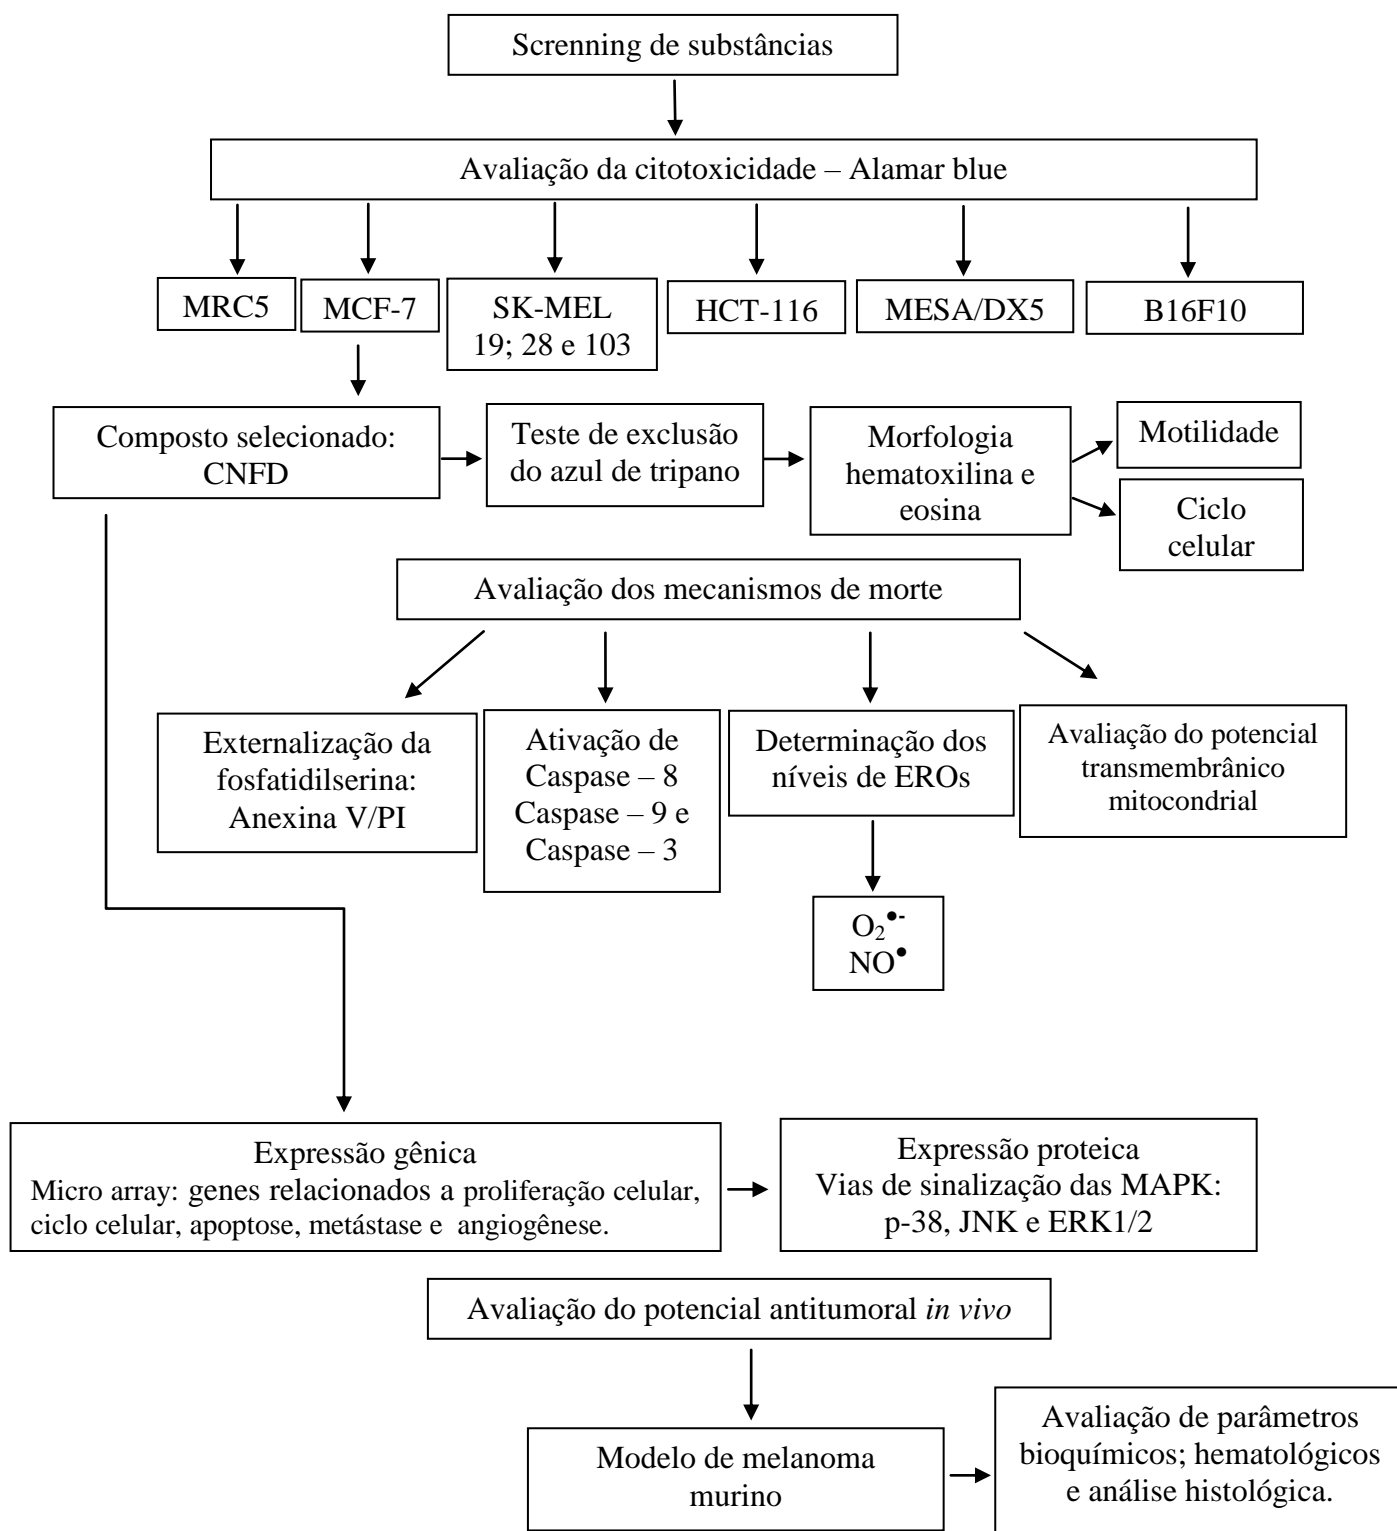 Screnning de substâncias
Avaliação da citotoxicidade – Alamar blue
MRC5
MCF-7
SK-MEL
19; 28 e 103
HCT-116
MESA/DX5
B16F10
Composto selecionado:
CNFD
Teste de exclusão
do azul de tripano
Morfologia
hematoxilina e
eosina
Motilidade
Ciclo
celular
Avaliação dos mecanismos de morte
Externalização da
fosfatidilserina:
Anexina V/PI
Ativação de
Caspase – 8
Caspase – 9 e
Caspase – 3
Determinação dos
níveis de EROs
Avaliação do potencial
transmembrânico
mitocondrial
O₂•-
NO•
Expressão gênica
Micro array: genes relacionados a proliferação celular,
ciclo celular, apoptose, metástase e angiogênese.
Expressão proteica
Vias de sinalização das MAPK:
p-38, JNK e ERK1/2
Avaliação do potencial antitumoral in vivo
Modelo de melanoma
murino
Avaliação de parâmetros
bioquímicos; hematológicos
e análise histológica.